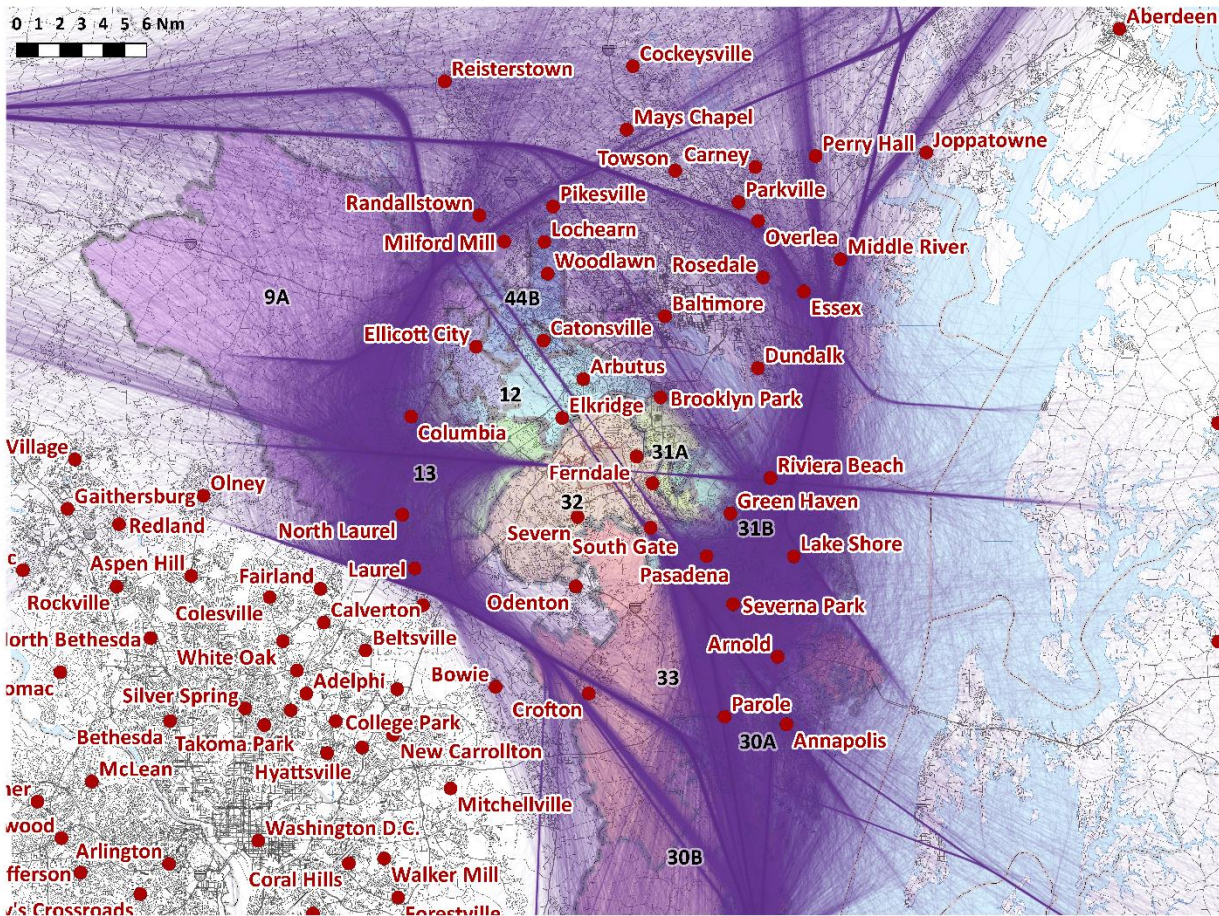 0 1 2 3 4 5 6 Nm
Aberdeen
Cockeysville
Reisterstown
Mays Chapel
Perry Hall
Joppatowne
Towson
Carney
Parkville
Pikesville
Randallstown
Overlea
Milford Mill
Lochearn
Middle River
Woodlawn
Rosedale
9A
44B
Baltimore
Essex
Ellicott City
Catonsville
Dundalk
Arbutus
12
Brooklyn Park
Elkridge
Columbia
Village
31A
Riviera Beach
13
Ferndale
Gaithersburg
Olney
32
Green Haven
Redland
North Laurel
Severn
31B
South Gate
Lake Shore
Aspen Hill
Fairland
Laurel
Pasadena
Rockville
Colesville
Calverton
Odenton
Severna Park
North Bethesda
White Oak
Beltsville
Arnold
omac
Silver Spring
Adelphi
Bowie
33
Crofton
Parole
Bethesda
Takoma Park
College Park
30A
Annapolis
New Carrollton
McLean
Hyattsville
Mitchellville
wood
Washington D.C.
Arlington
30B
fferson
Coral Hills
Walker Mill
Forestville
's Crossroads